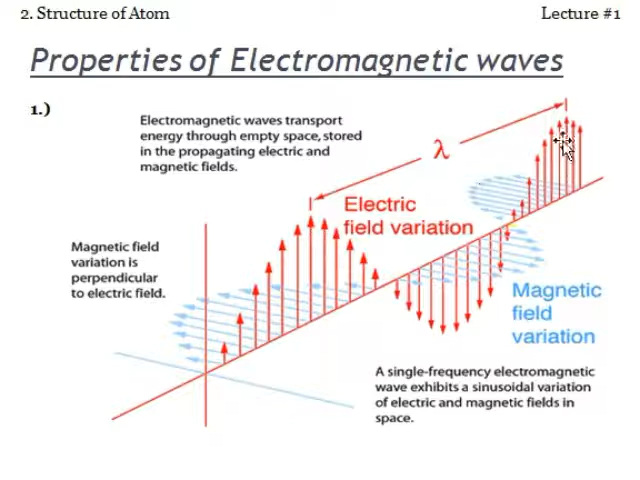 2. Structure of Atom
Lecture #1
Properties of Electromagnetic waves
1.)
Electromagnetic waves transport
energy through empty space, stored
in the propagating electric and
magnetic fields.
λ
Electric
field variation
Magnetic field
variation is
perpendicular
to electric field.
Magnetic
field
variation
A single-frequency electromagnetic
wave exhibits a sinusoidal variation
of electric and magnetic fields in
space.